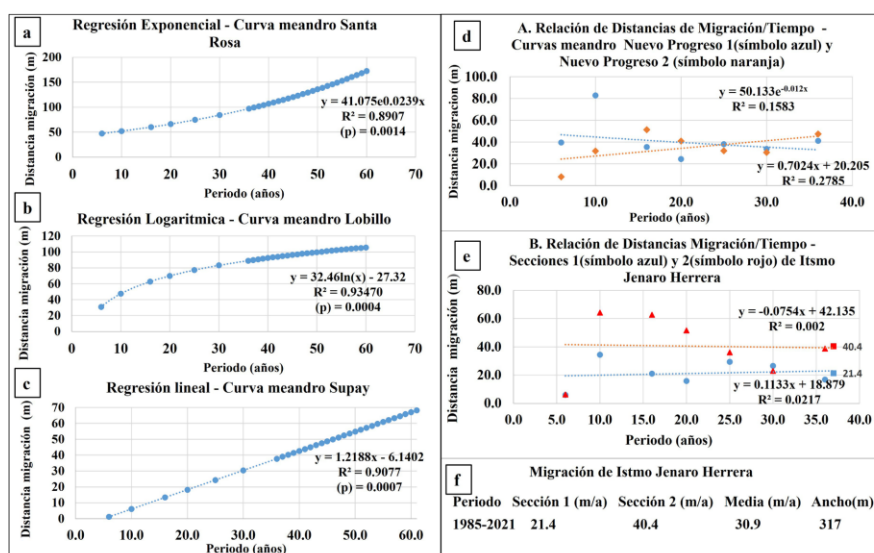 a
Regresión Exponencial - Curva meandro Santa
Rosa
Distancia migración (m)
200
150
100
50
0
y = 41.075e0.0239x
R² = 0.8907
(p) = 0.0014
0 10 20 30 40 50 60 70
Periodo (años)
b
Regresión Logaritmica - Curva meandro Lobillo
Distancia migración (m)
120
100
80
60
40
20
0
y = 32.46ln(x) - 27.32
R² = 0.93470
(p) = 0.0004
0 10 20 30 40 50 60 70
Periodo (años)
c
Regresión lineal - Curva meandro Supay
Distancia migración (m)
70
60
50
40
30
20
10
0
y = 1.2188x - 6.1402
R² = 0.9077
(p) = 0.0007
0 10 20 30 40 50 60
Periodo (años)
d
A. Relación de Distancias de Migración/Tiempo -
Curvas meandro Nuevo Progreso 1(símbolo azul) y
Nuevo Progreso 2 (símbolo naranja)
Distancia migracion (m)
100.0
80.0
60.0
40.0
20.0
0.0
y = 50.133e-0.012x
R² = 0.1583
y = 0.7024x + 20.205
R² = 0.2785
0.0 10.0 20.0 30.0 40.0
Periodo (años)
e
B. Relación de Distancias Migración/Tiempo -
Secciones 1(símbolo azul) y 2(símbolo rojo) de Itsmo
Jenaro Herrera
Distancia migración (m)
80.0
60.0
40.0
20.0
0.0
y = -0.0754x + 42.135
R² = 0.002
40.4
21.4
y = 0.1133x + 18.879
R² = 0.0217
0.0 5.0 10.0 15.0 20.0 25.0 30.0 35.0 40.0
Periodo (años)
f
Migración de Istmo Jenaro Herrera
Periodo Sección 1 (m/a) Sección 2 (m/a) Media (m/a) Ancho(m)
1985-2021 21.4 40.4 30.9 317